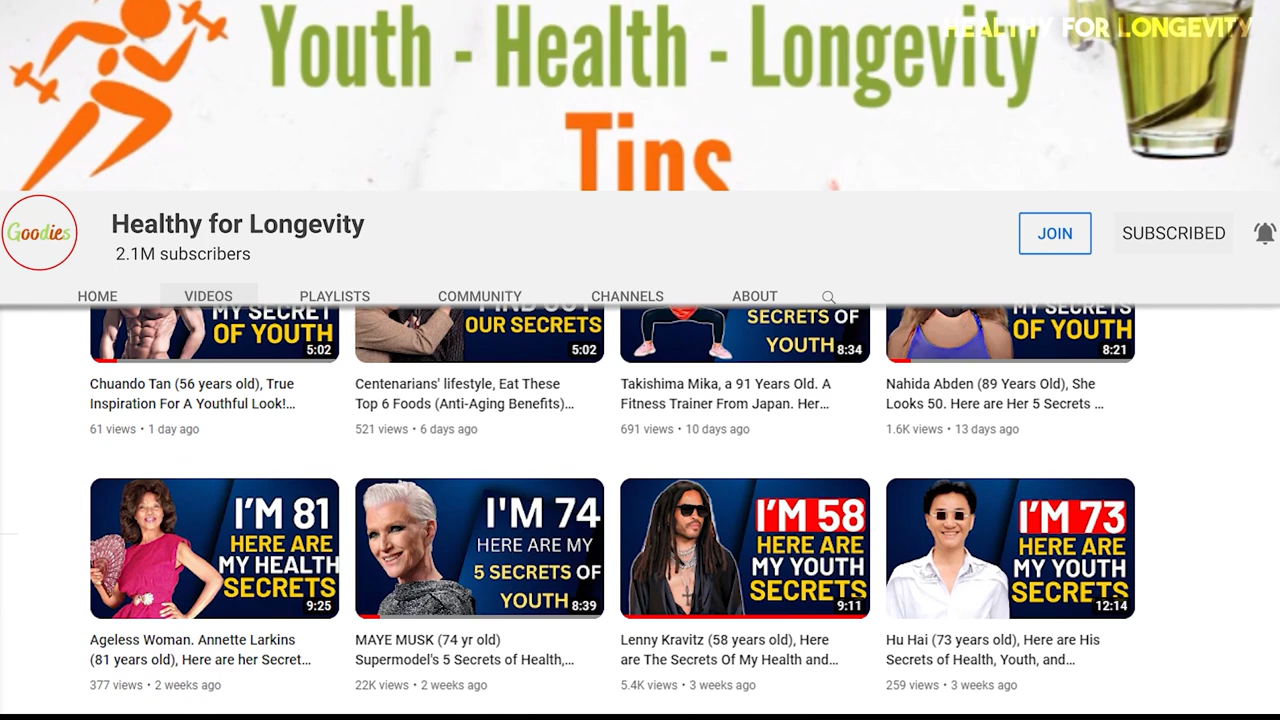 Youth - Health - Longevity
HEALTHY FOR LONGEVITY
Tips
Goodies
Healthy for Longevity
2.1M subscribers
JOIN
SUBSCRIBED
HOME
VIDEOS
PLAYLISTS
COMMUNITY
CHANNELS
ABOUT
MY SECRET
OF YOUTH
5:02
FIND OUT
OUR SECRETS
5:02
SECRETS OF
YOUTH
8:34
MY SECRETS
OF YOUTH
8:21
Chuando Tan (56 years old), True
Inspiration For A Youthful Look!...
61 views • 1 day ago
Centenarians' lifestyle, Eat These
Top 6 Foods (Anti-Aging Benefits)...
521 views • 6 days ago
Takishima Mika, a 91 Years Old. A
Fitness Trainer From Japan. Her...
691 views • 10 days ago
Nahida Abden (89 Years Old), She
Looks 50. Here are Her 5 Secrets ...
1.6K views • 13 days ago
I'M 81
HERE ARE
MY HEALTH
SECRETS
9:25
I'M 74
HERE ARE MY
5 SECRETS OF
YOUTH
8:39
I'M 58
HERE ARE
MY YOUTH
SECRETS
9:11
I'M 73
HERE ARE
MY YOUTH
SECRETS
12:14
Ageless Woman. Annette Larkins
(81 years old), Here are her Secret...
377 views • 2 weeks ago
MAYE MUSK (74 yr old)
Supermodel's 5 Secrets of Health,...
22K views • 2 weeks ago
Lenny Kravitz (58 years old), Here
are The Secrets Of My Health and...
5.4K views • 3 weeks ago
Hu Hai (73 years old), Here are His
Secrets of Health, Youth, and...
259 views • 3 weeks ago